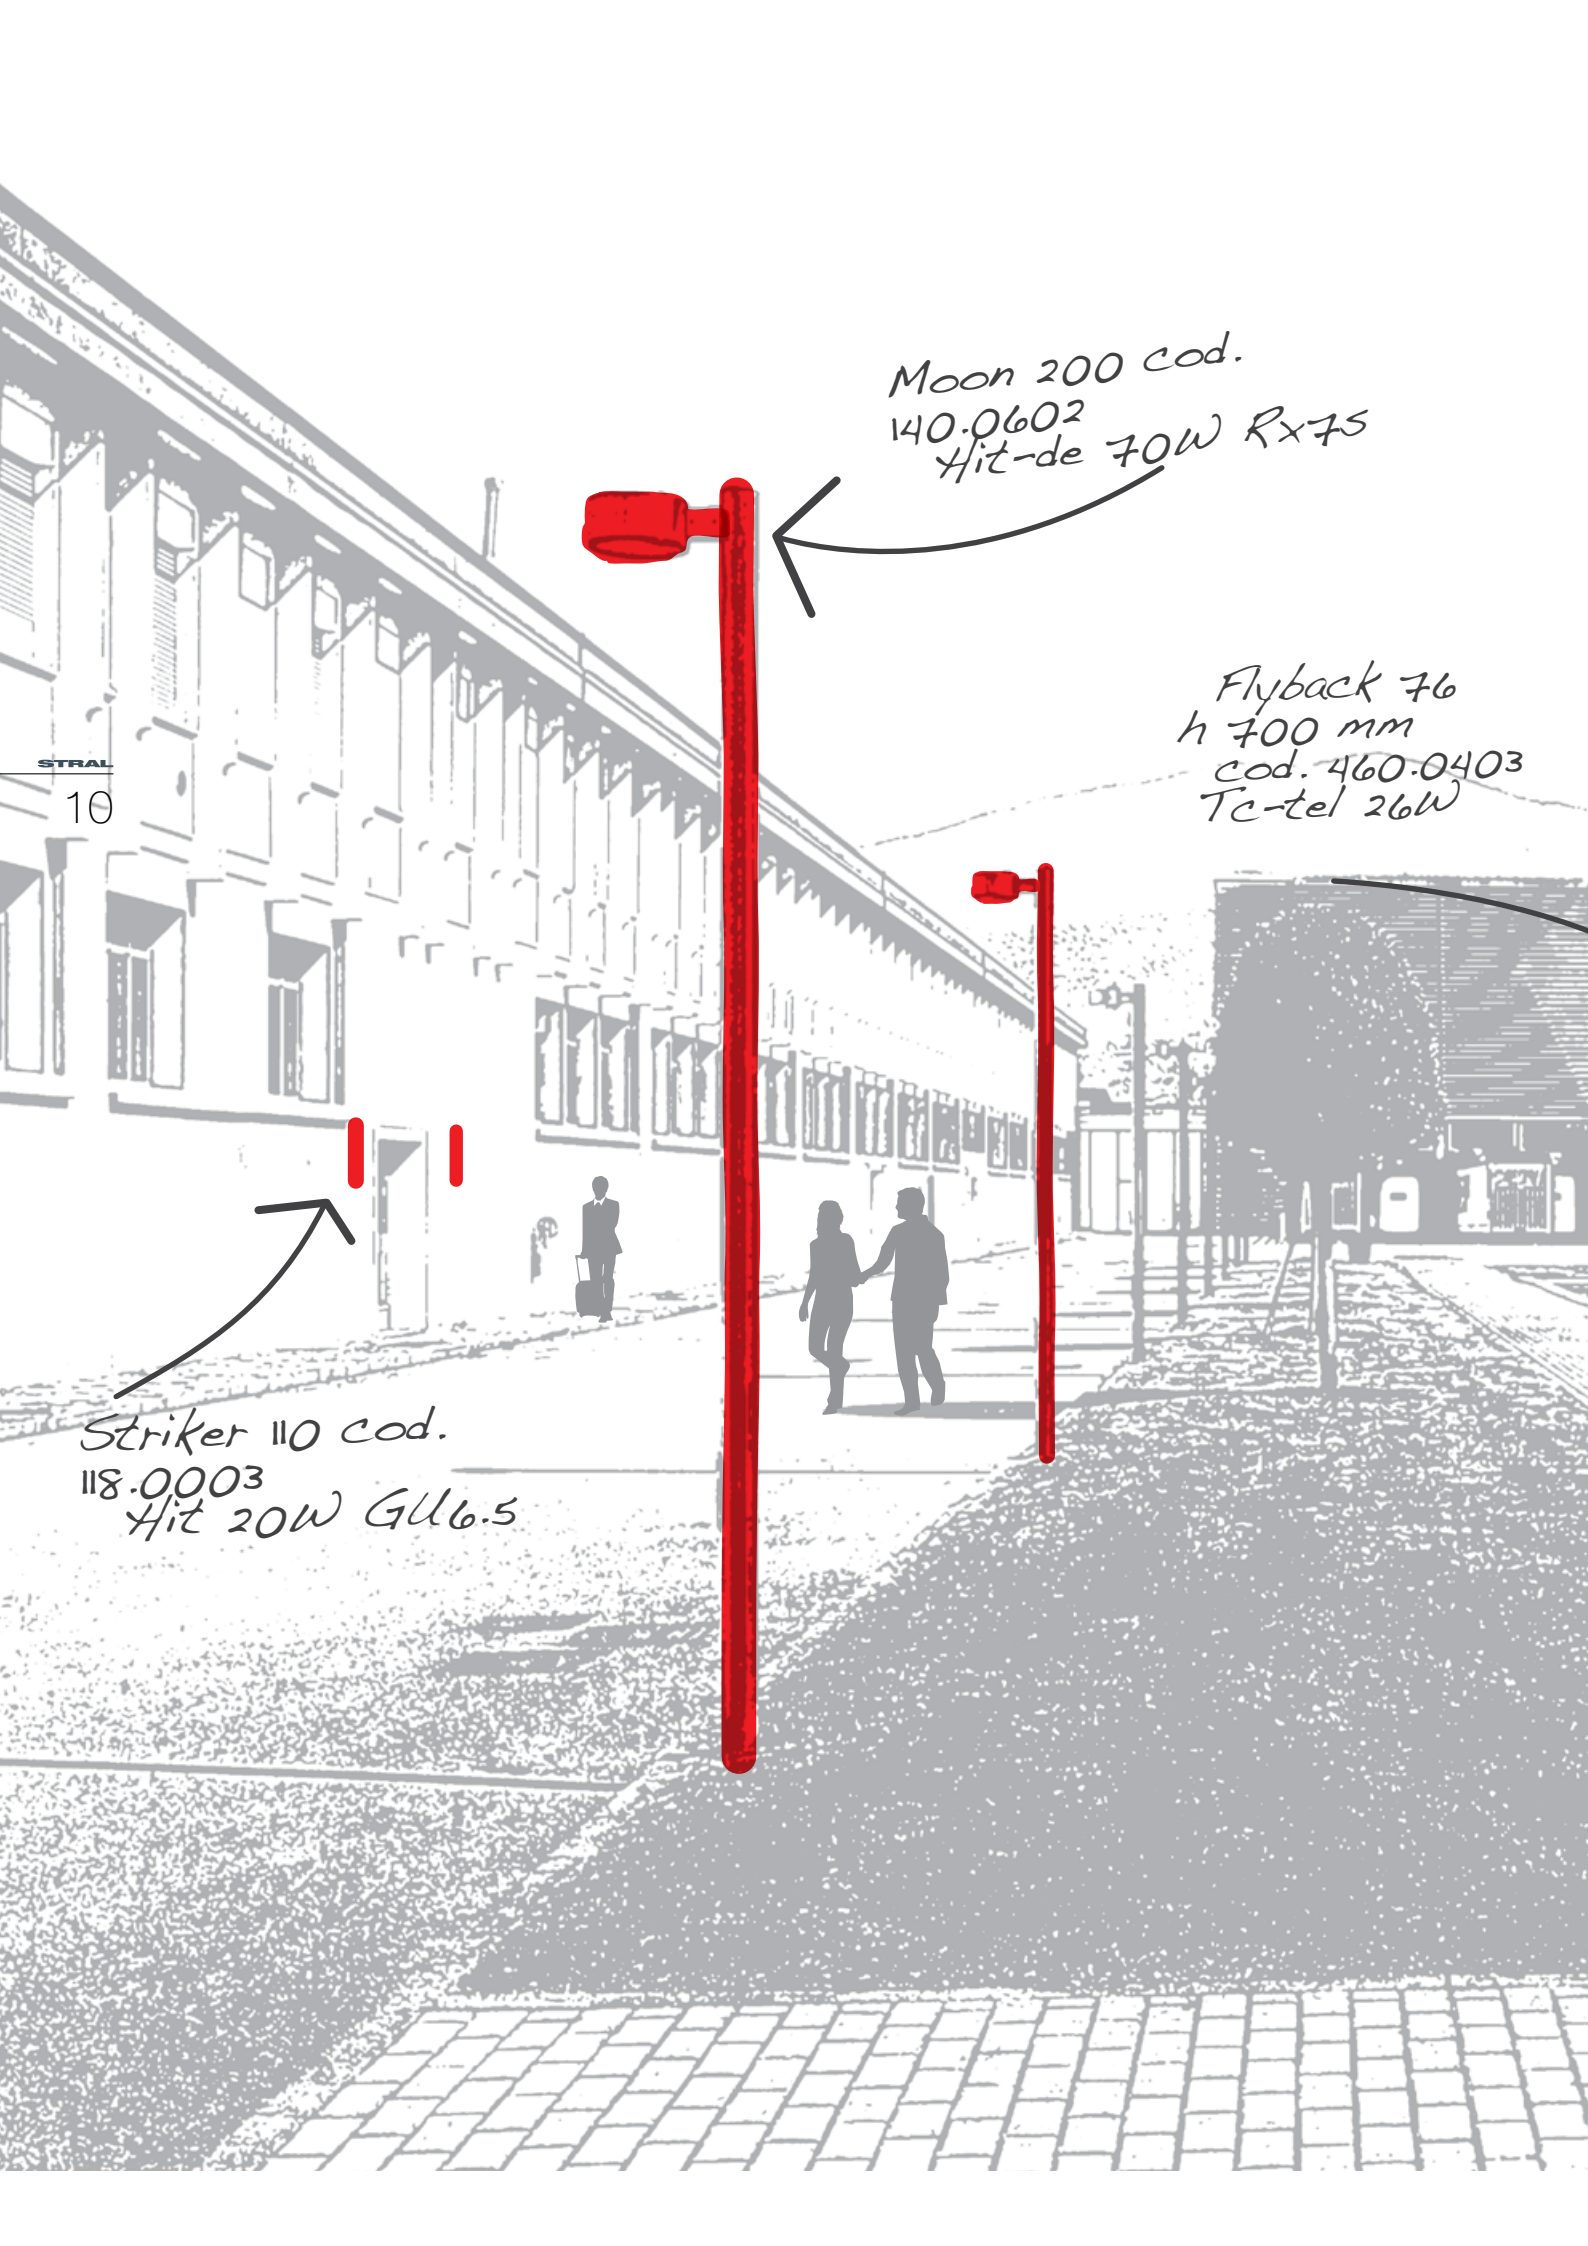 Moon 200 cod.
140.0602
Hit-de 70W Rx7s
Flyback 76
h 700 mm
cod. 460.0403
Tc-tel 26W
STRAL
10
Striker 110 cod.
118.0003
Hit 20W GU6.5